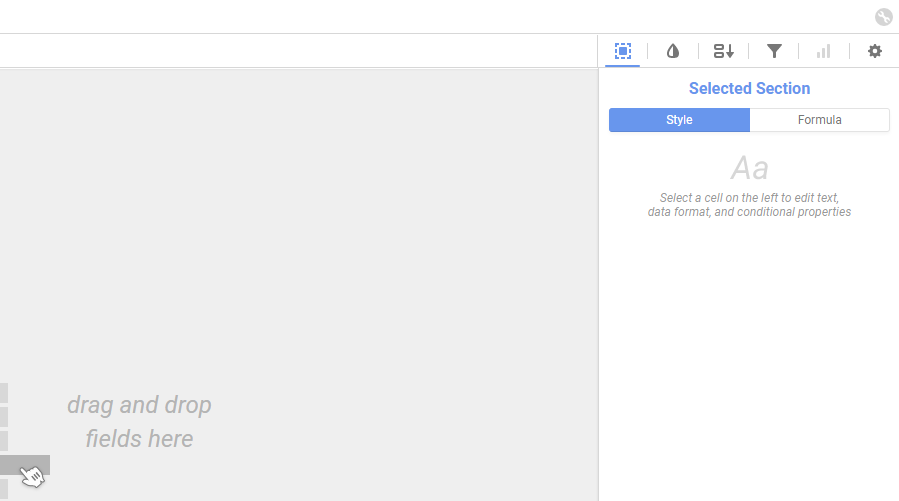 Selected Section
Style
Formula
Aa
Select a cell on the left to edit text,
data format, and conditional properties
drag and drop
fields here